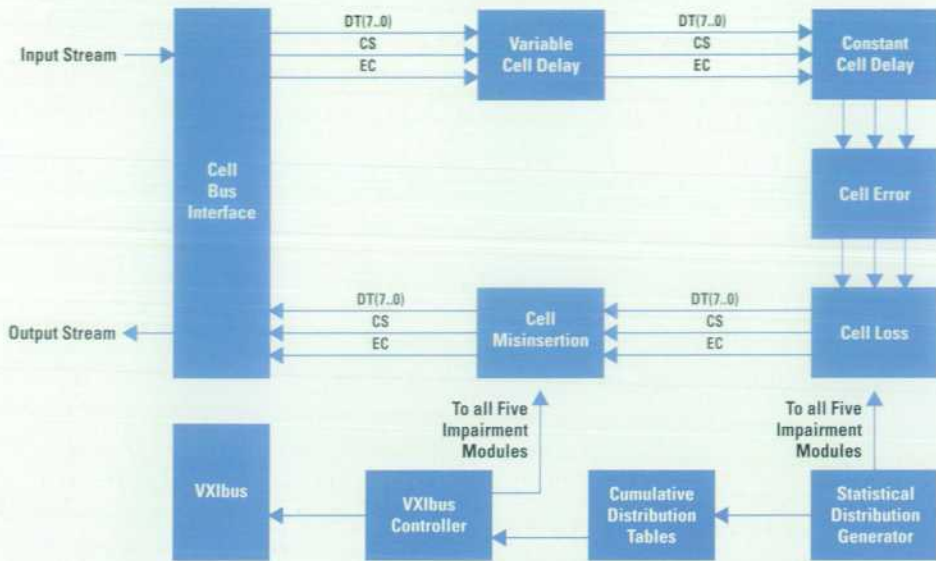 DT(7..0)
CS
EC
DT(7..0)
CS
EC
Input Stream
Variable
Cell Delay
Constant
Cell Delay
Cell
Bus
Interface
Cell Error
DT(7..0)
CS
EC
DT(7..0)
CS
EC
Output Stream
Cell
Misinsertion
Cell Loss
To all Five
Impairment
Modules
To all Five
Impairment
Modules
VXIbus
VXIbus
Controller
Cumulative
Distribution
Tables
Statistical
Distribution
Generator